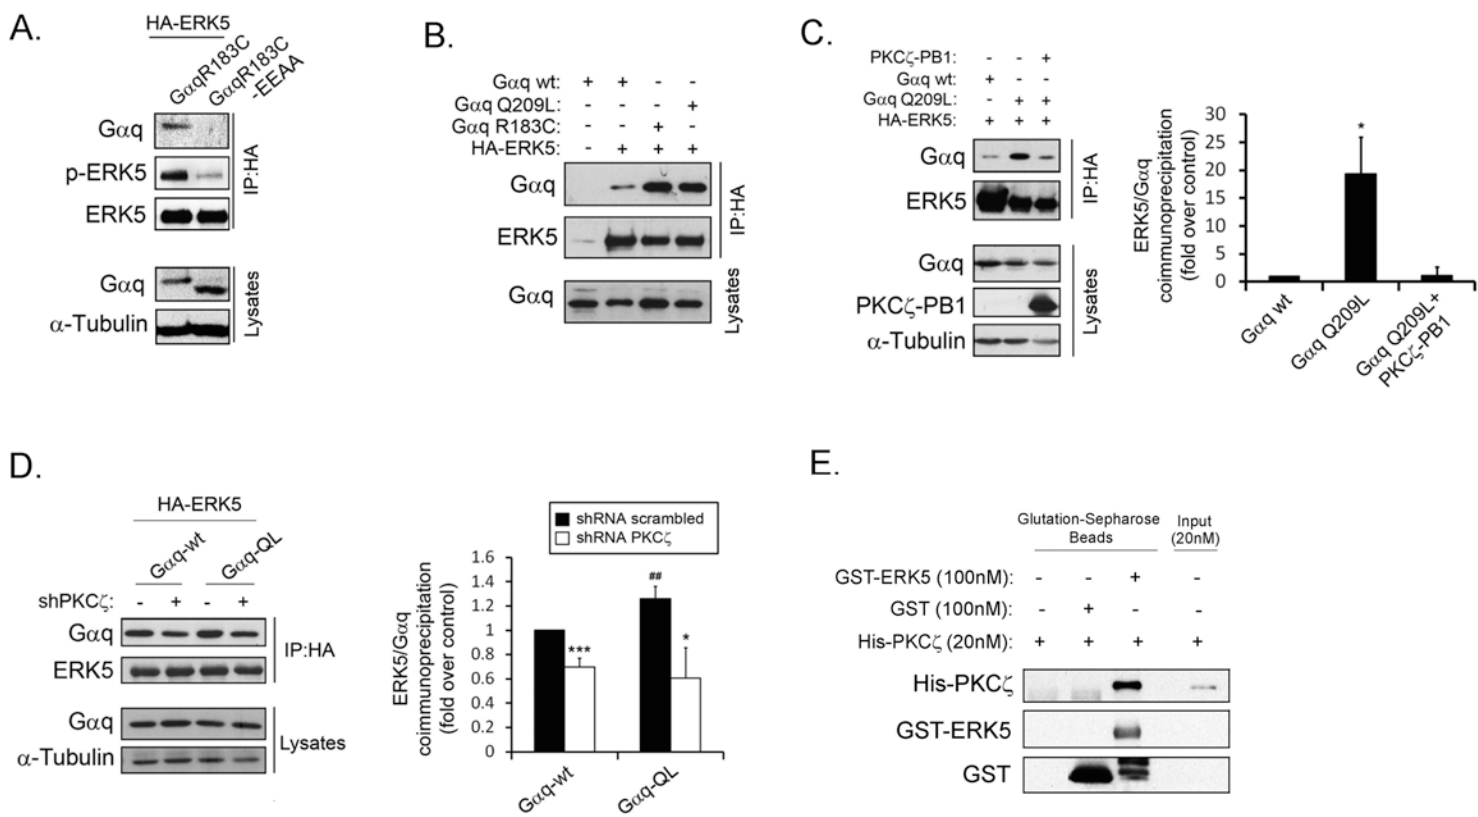 A.
HA-ERK5
GαqR183C
GαqR183C
-EEAA
Gαq
p-ERK5
ERK5
IP:HA
Gαq
α-Tubulin
Lysates
B.
Gαq wt: + + - -
Gαq Q209L: - - - +
Gαq R183C: - - + -
HA-ERK5: - + + +
Gαq
ERK5
IP:HA
Gαq
Lysates
C.
PKCζ-PB1: - - +
Gαq wt: + - -
Gαq Q209L: - + +
HA-ERK5: + + +
Gαq
ERK5
IP:HA
Gαq
PKCζ-PB1
α-Tubulin
Lysates
ERK5/Gαq
coimmunoprecipitation
(fold over control)
30
25
20
15
10
5
0
*
Gαq wt
Gαq Q209L
Gαq Q209L+
PKCζ-PB1
D.
HA-ERK5
Gαq-wt
Gαq-QL
shPKCζ: - + - +
Gαq
ERK5
IP:HA
Gαq
α-Tubulin
Lysates
shRNA scrambled
shRNA PKCζ
ERK5/Gαq
coimmunoprecipitation
(fold over control)
1.6
1.4
1.2
1
0.8
0.6
0.4
0.2
0
***
##
*
Gαq-wt
Gαq-QL
E.
Glutation-Sepharose
Beads
Input
(20nM)
GST-ERK5 (100nM): - - + -
GST (100nM): - + - -
His-PKCζ (20nM): + + + +
His-PKCζ
GST-ERK5
GST